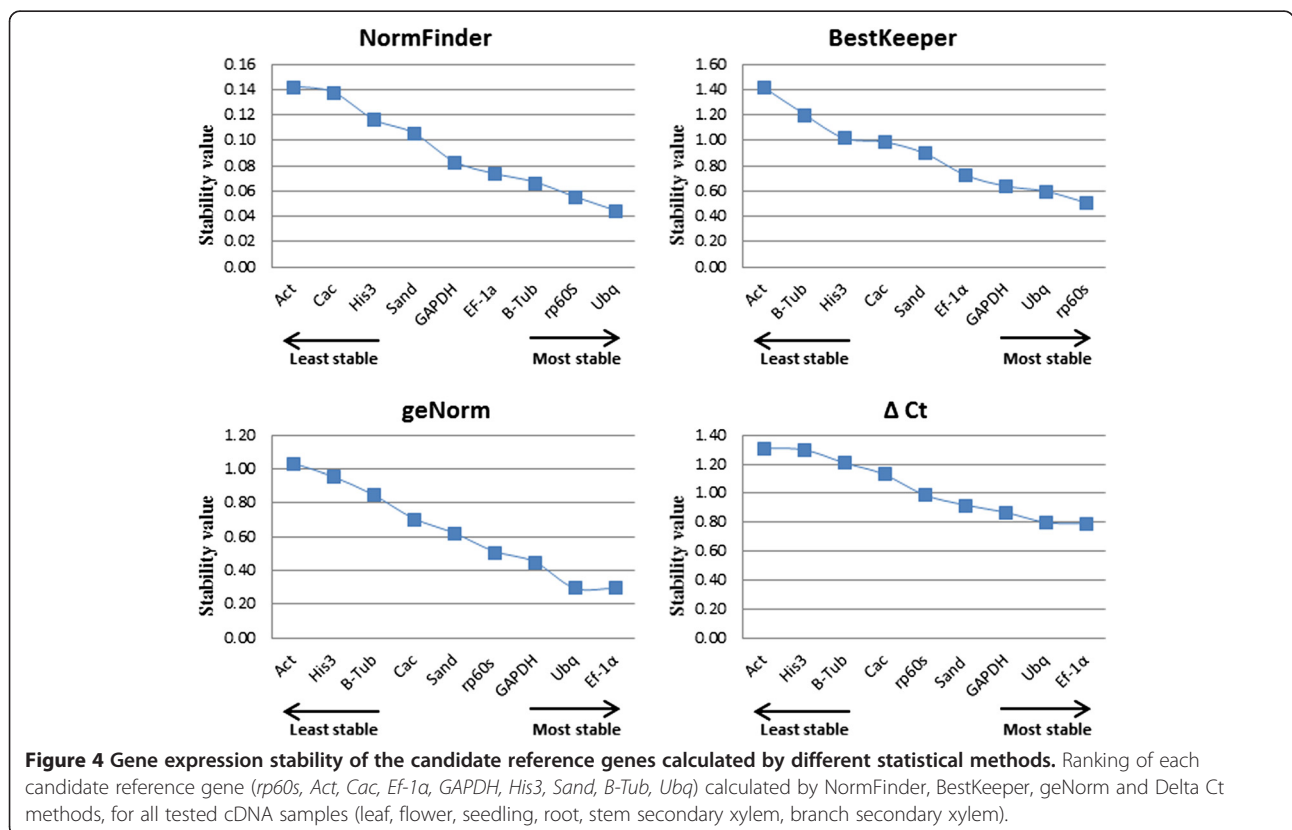 NormFinder
0.16
0.14
0.12
0.10
0.08
0.06
0.04
0.02
0.00
Stability value
Act
Cac
His3
Sand
GAPDH
EF-1a
B-Tub
rp60s
Ubq
Least stable
Most stable
BestKeeper
1.60
1.40
1.20
1.00
0.80
0.60
0.40
0.20
0.00
Stability value
Act
B-Tub
His3
Cac
Sand
Ef-1α
GAPDH
Ubq
rp60s
Least stable
Most stable
geNorm
1.20
1.00
0.80
0.60
0.40
0.20
0.00
Stability value
Act
His3
B-Tub
Cac
Sand
rp60s
GAPDH
Ubq
Ef-1α
Least stable
Most stable
Δ Ct
1.40
1.20
1.00
0.80
0.60
0.40
0.20
0.00
Stability value
Act
His3
B-Tub
Cac
rp60s
Sand
GAPDH
Ubq
Ef-1α
Least stable
Most stable
Figure 4 Gene expression stability of the candidate reference genes calculated by different statistical methods. Ranking of each
candidate reference gene (rp60s, Act, Cac, Ef-1α, GAPDH, His3, Sand, B-Tub, Ubq) calculated by NormFinder, BestKeeper, geNorm and Delta Ct
methods, for all tested cDNA samples (leaf, flower, seedling, root, stem secondary xylem, branch secondary xylem).